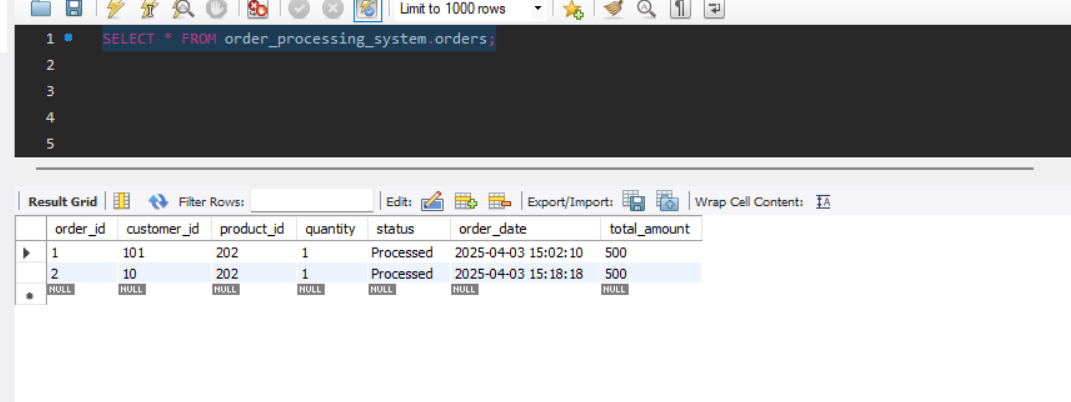 Limit to 1000 rows
1 SELECT * FROM order_processing_system.orders;
2
3
4
5
Result Grid Filter Rows: Edit: Export/Import: Wrap Cell Content: IA
order_id customer_id product_id quantity status order_date total_amount
1 101 202 1 Processed 2025-04-03 15:02:10 500
2 10 202 1 Processed 2025-04-03 15:18:18 500
NULL NULL NULL NULL NULL NULL NULL